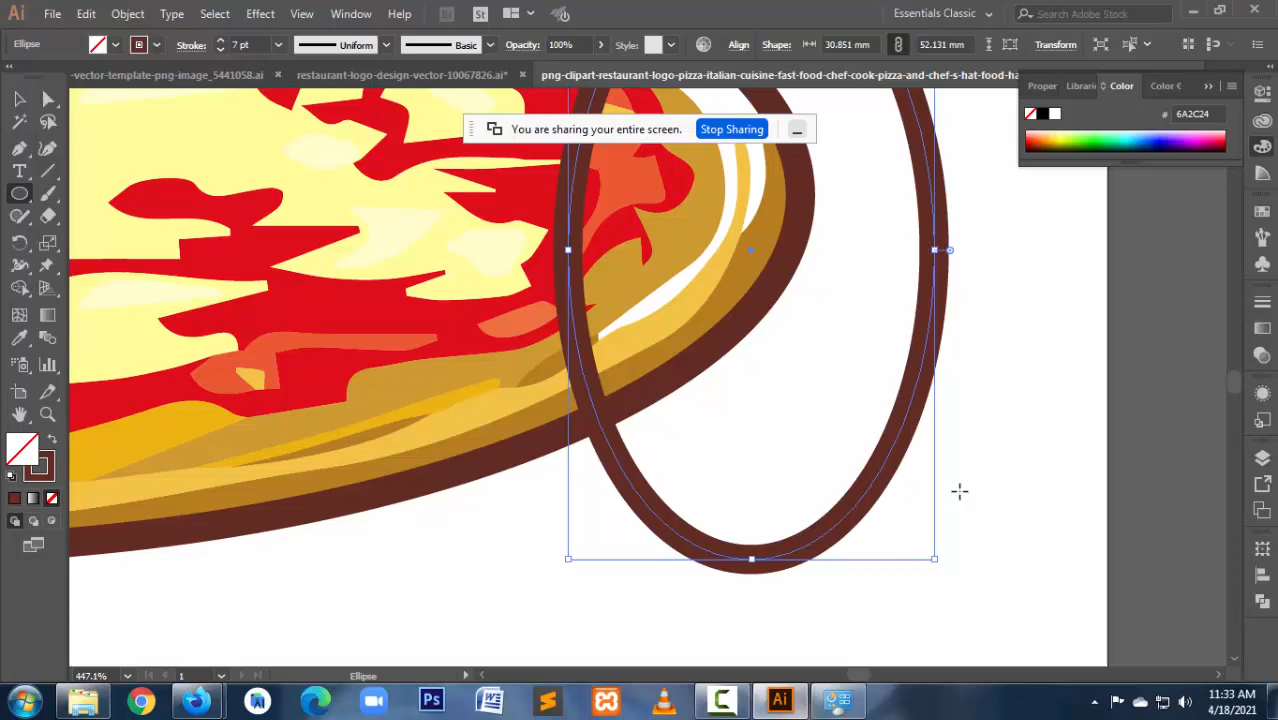 Ai File Edit Object Type Select Effect View Window Help Br St Essentials Classic Search Adobe Stock
Ellipse Stroke: 7 pt Uniform Basic Opacity: 100% Style: Align Shape: 30.851 mm 52.131 mm Transform
-vector-template-png-image_5441058.ai × restaurant-logo-design-vector-10067826.ai* × png-clipart-restaurant-logo-pizza-italian-cuisine-fast-food-chef-cook-pizza-and-chef-s-hat-food-ha
Proper Librari Color Color G
# 6A2C24
You are sharing your entire screen. Stop Sharing
447.1% 1 Ellipse
Ps W C Ai
11:33 AM
4/18/2021